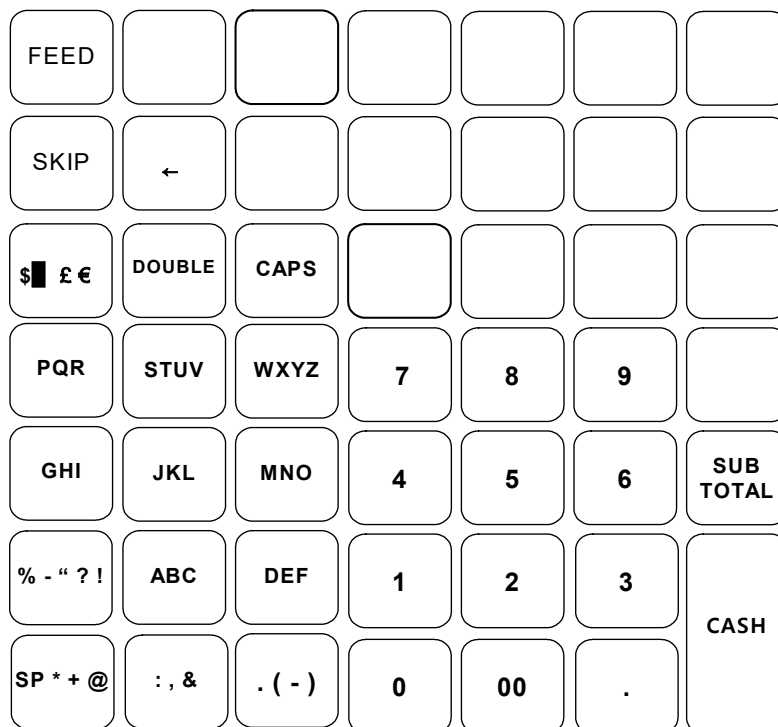 FEED
SKIP ←
$█ £ € DOUBLE CAPS
PQR STUV WXYZ 7 8 9
GHI JKL MNO 4 5 6 SUB TOTAL
% - “ ? ! ABC DEF 1 2 3 CASH
SP * + @ : , & . ( - ) 0 00 .